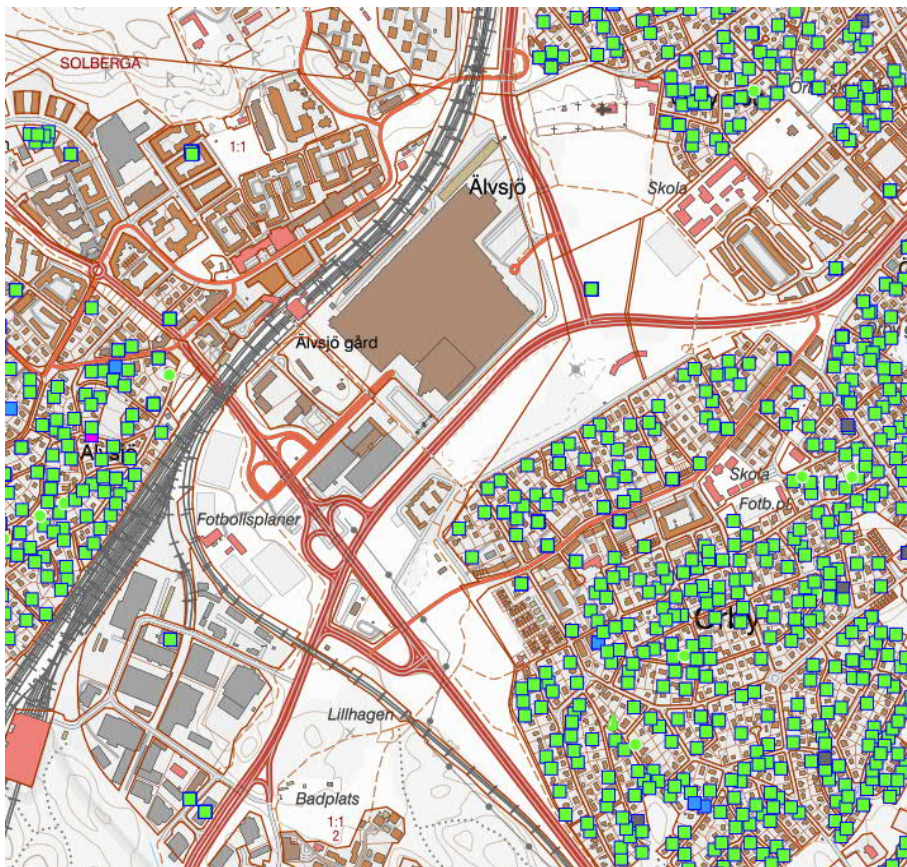 SOLBERGA
1:1
Älvsjö
Skola
Älvsjö gård
Skola
Fotb.pl
Fotbollsplaner
Lillhagen
Badplats
1:1
2